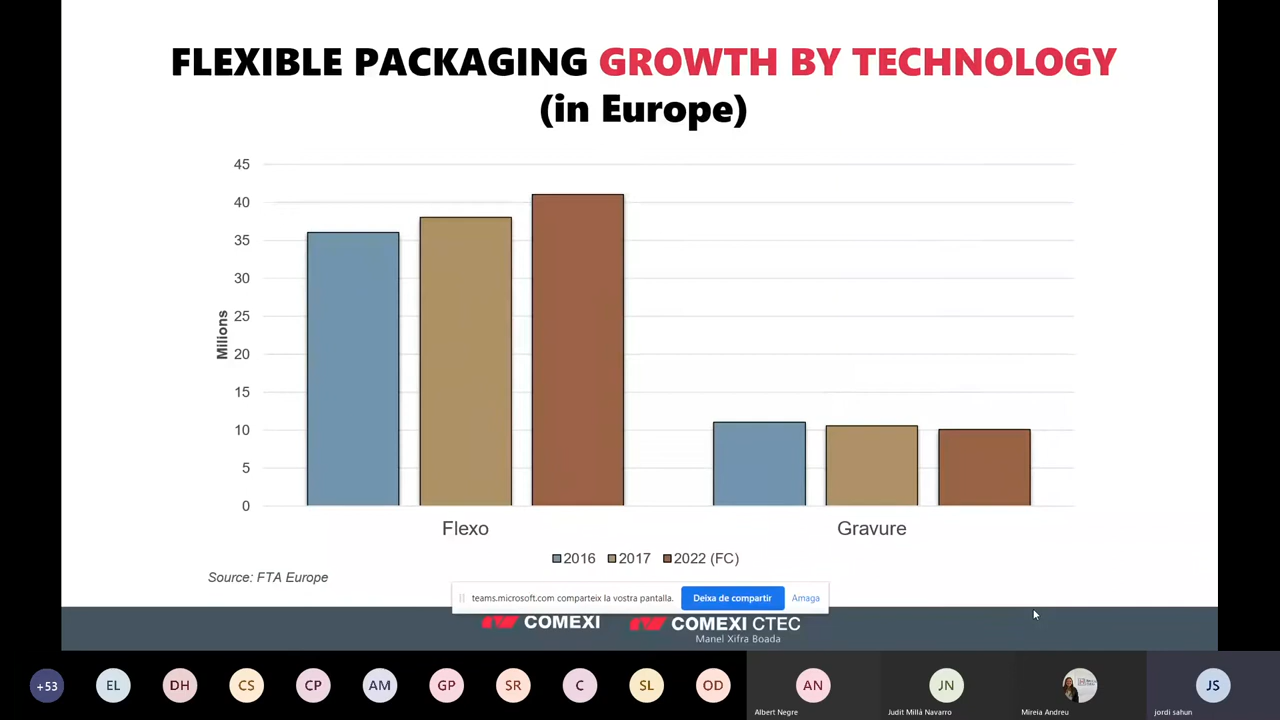 FLEXIBLE PACKAGING GROWTH BY TECHNOLOGY
(in Europe)
45
40
35
30
25
20
15
10
5
0
Milions
Flexo
Gravure
2016
2017
2022 (FC)
Source: FTA Europe
teams.microsoft.com comparteix la vostra pantalla.
Deixa de compartir
Amaga
COMEXI
COMEXI CTEC
Manel Xifra Boada
+53
EL
DH
CS
CP
AM
GP
SR
C
SL
OD
AN
Albert Negre
JN
Judit Millà Navarro
Mireia Andreu
JS
jordi sahun